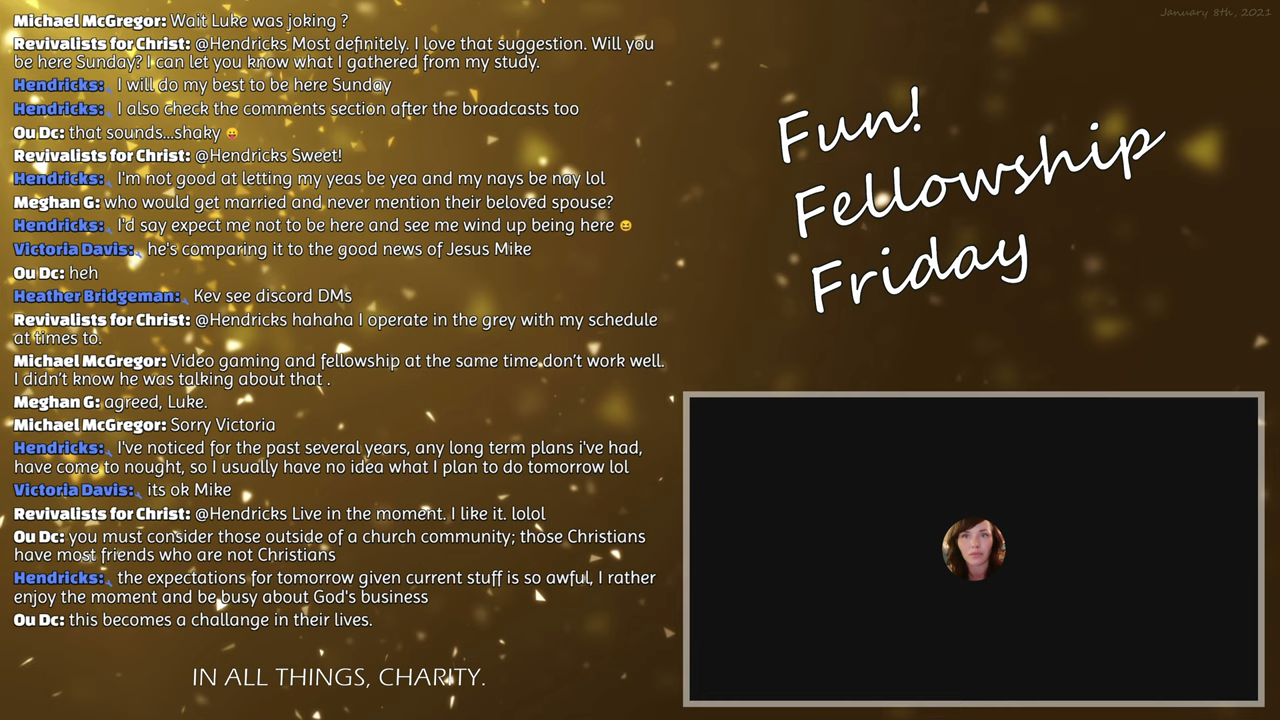 Michael McGregor: Wait Luke was joking ?
Revivalists for Christ: @Hendricks Most definitely. I love that suggestion. Will you
be here Sunday? I can let you know what I gathered from my study.
Hendricks: I will do my best to be here Sunday
Hendricks: I also check the comments section after the broadcasts too
Ou Dc: that sounds...shaky 😛
Revivalists for Christ: @Hendricks Sweet!
Hendricks: I'm not good at letting my yeas be yea and my nays be nay lol
Meghan G: who would get married and never mention their beloved spouse?
Hendricks: I'd say expect me not to be here and see me wind up being here 😆
Victoria Davis: he's comparing it to the good news of Jesus Mike
Ou Dc: heh
Heather Bridgeman: Kev see discord DMs
Revivalists for Christ: @Hendricks hahaha I operate in the grey with my schedule
at times to.
Michael McGregor: Video gaming and fellowship at the same time don’t work well.
I didn’t know he was talking about that .
Meghan G: agreed, Luke.
Michael McGregor: Sorry Victoria
Hendricks: I've noticed for the past several years, any long term plans i've had,
have come to nought, so I usually have no idea what I plan to do tomorrow lol
Victoria Davis: its ok Mike
Revivalists for Christ: @Hendricks Live in the moment. I like it. lolol
Ou Dc: you must consider those outside of a church community; those Christians
have most friends who are not Christians
Hendricks: the expectations for tomorrow given current stuff is so awful, I rather
enjoy the moment and be busy about God's business
Ou Dc: this becomes a challange in their lives.
IN ALL THINGS, CHARITY.
January 8th, 2021
Fun!
Fellowship
Friday